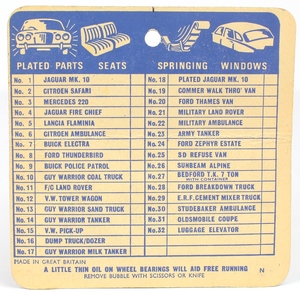 PLATED PARTS SEATS SPRINGING WINDOWS
No. 1 JAGUAR MK. 10
No. 2 CITROEN SAFARI
No. 3 MERCEDES 220
No. 4 JAGUAR FIRE CHIEF
No. 5 LANCIA FLAMINIA
No. 6 CITROEN AMBULANCE
No. 7 BUICK ELECTRA
No. 8 FORD THUNDERBIRD
No. 9 BUICK POLICE PATROL
No. 10 GUY WARRIOR COAL TRUCK
No. 11 F/C LAND ROVER
No. 12 V.W. TOWER WAGON
No. 13 GUY WARRIOR SAND TRUCK
No. 14 GUY WARRIOR TANKER
No. 15 V.W. PICK-UP
No. 16 DUMP TRUCK/DOZER
No. 17 GUY WARRIOR MILK TANKER
No. 18 PLATED JAGUAR MK. 10
No. 19 COMMER WALK THRO' VAN
No. 20 FORD THAMES VAN
No. 21 MILITARY LAND ROVER
No. 22 MILITARY AMBULANCE
No. 23 ARMY TANKER
No. 24 FORD ZEPHYR ESTATE
No. 25 SD REFUSE VAN
No. 26 SUNBEAM ALPINE
No. 27 BEDFORD T.K. 7 TON
WITH CONTAINER
No. 28 FORD BREAKDOWN TRUCK
No. 29 E.R.F. CEMENT MIXER TRUCK
No. 30 STUDEBAKER AMBULANCE
No. 31 OLDSMOBILE COUPE
No. 32 LUGGAGE ELEVATOR
MADE IN GREAT BRITAIN
A LITTLE THIN OIL ON WHEEL BEARINGS WILL AID FREE RUNNING
REMOVE BUBBLE WITH SCISSORS OR KNIFE N